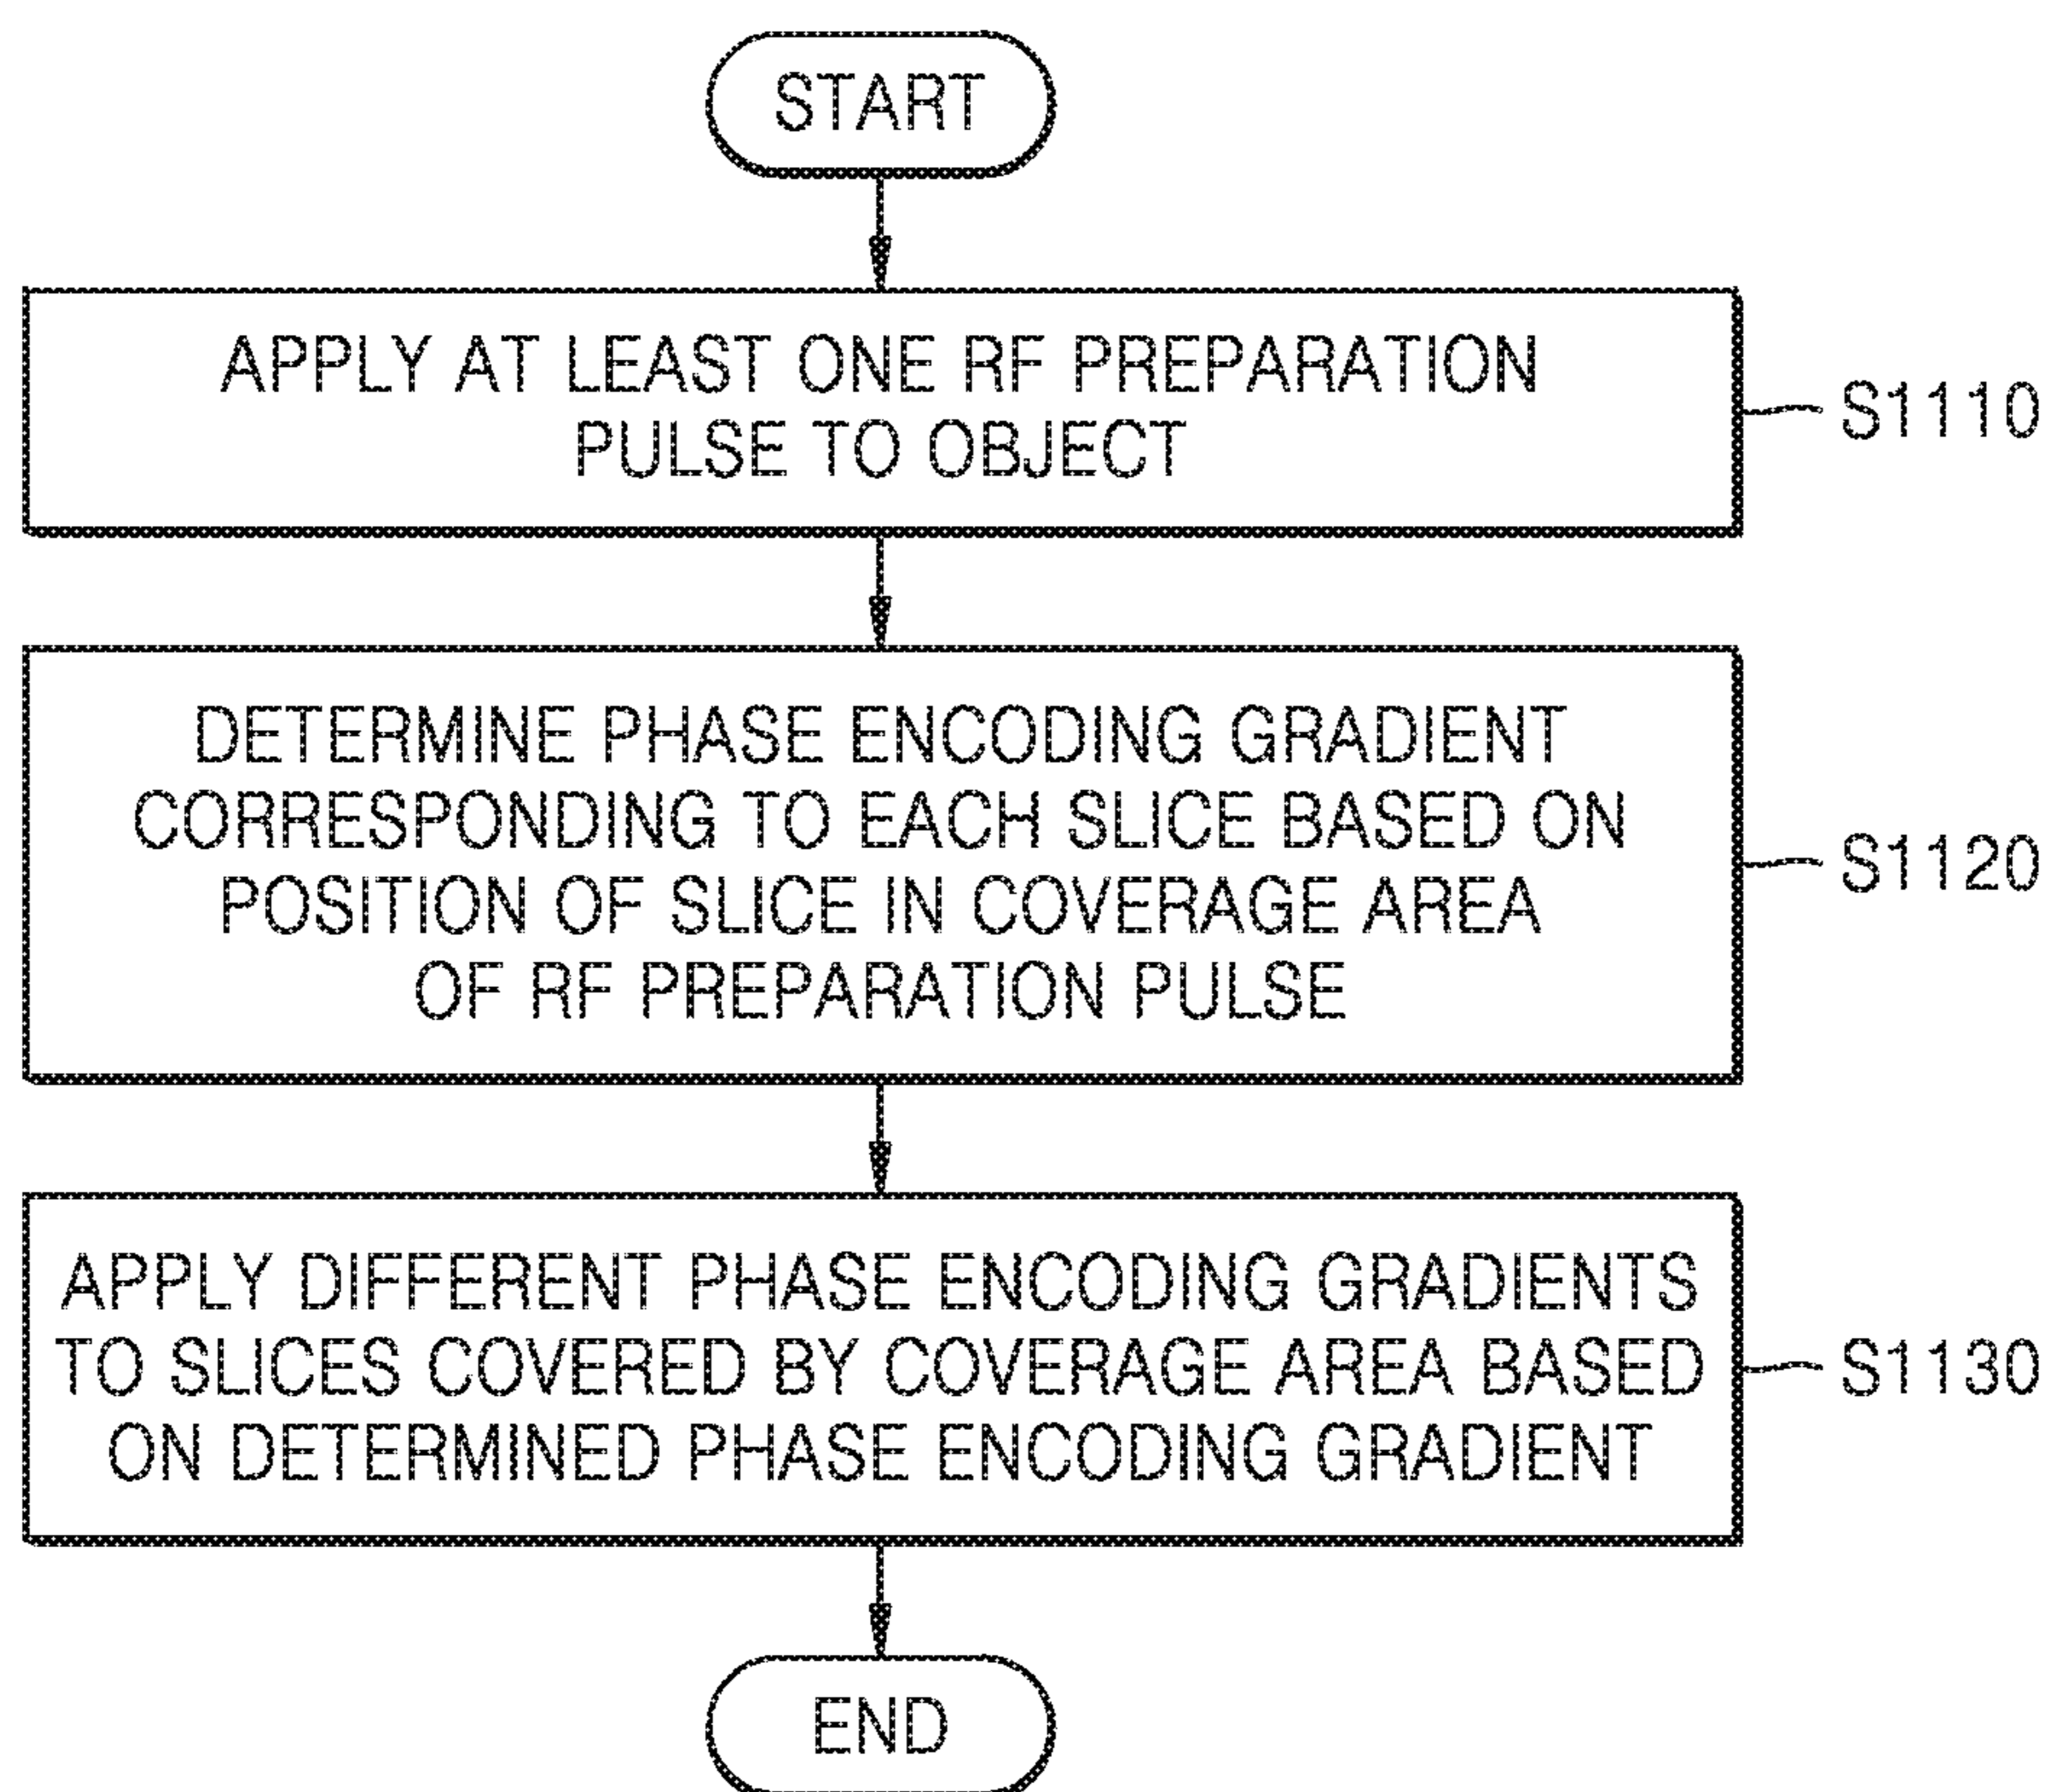 START
APPLY AT LEAST ONE RF PREPARATION
PULSE TO OBJECT
S1110
DETERMINE PHASE ENCODING GRADIENT
CORRESPONDING TO EACH SLICE BASED ON
POSITION OF SLICE IN COVERAGE AREA
OF RF PREPARATION PULSE
S1120
APPLY DIFFERENT PHASE ENCODING GRADIENTS
TO SLICES COVERED BY COVERAGE AREA BASED
ON DETERMINED PHASE ENCODING GRADIENT
S1130
END